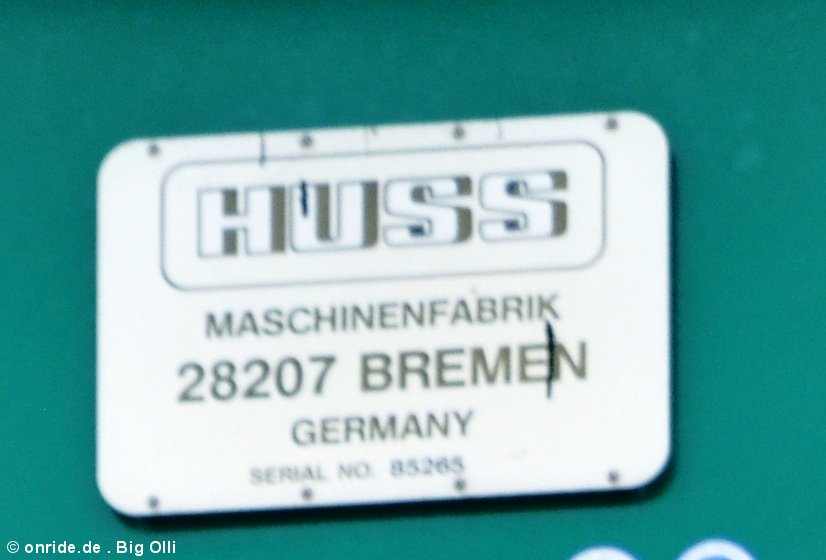 HUSS
MASCHINENFABRIK
28207 BREMEN
GERMANY
SERIAL NO. 85265
© onride.de . Big Olli